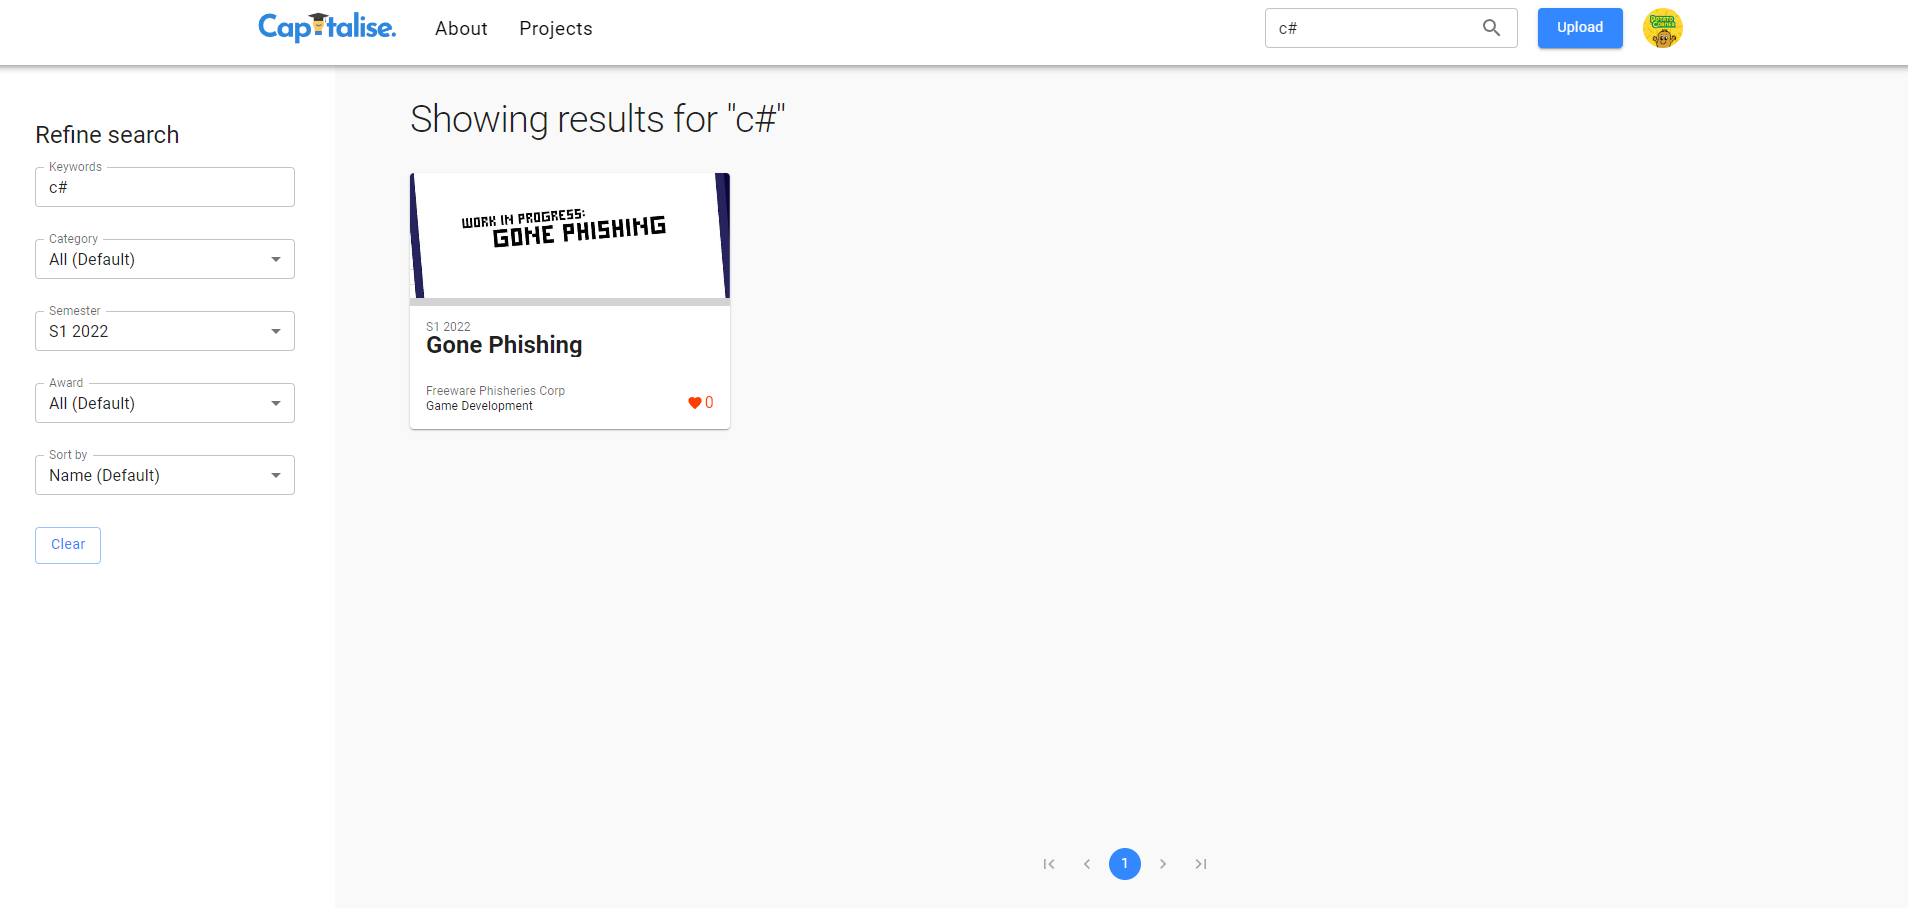 Capitalise.
About
Projects
c#
Upload
POTATO CORNER
Refine search
Keywords
c#
Category
All (Default)
Semester
S1 2022
Award
All (Default)
Sort by
Name (Default)
Clear
Showing results for "c#"
WORK IN PROGRESS:
GONE PHISHING
S1 2022
Gone Phishing
Freeware Phisheries Corp
Game Development
0
1